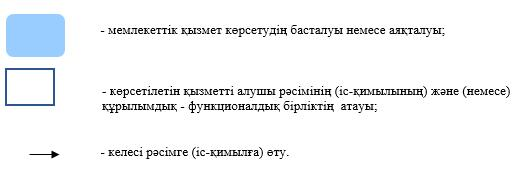 - мемлекеттік қызмет көрсетудің басталуы немесе аяқталуы;
- көрсетілетін қызметті алушы рәсімінің (іс-қимылының) және (немесе)
құрылымдық - функционалдық бірліктің атауы;
- келесі рәсімге (іс-қимылға) өту.